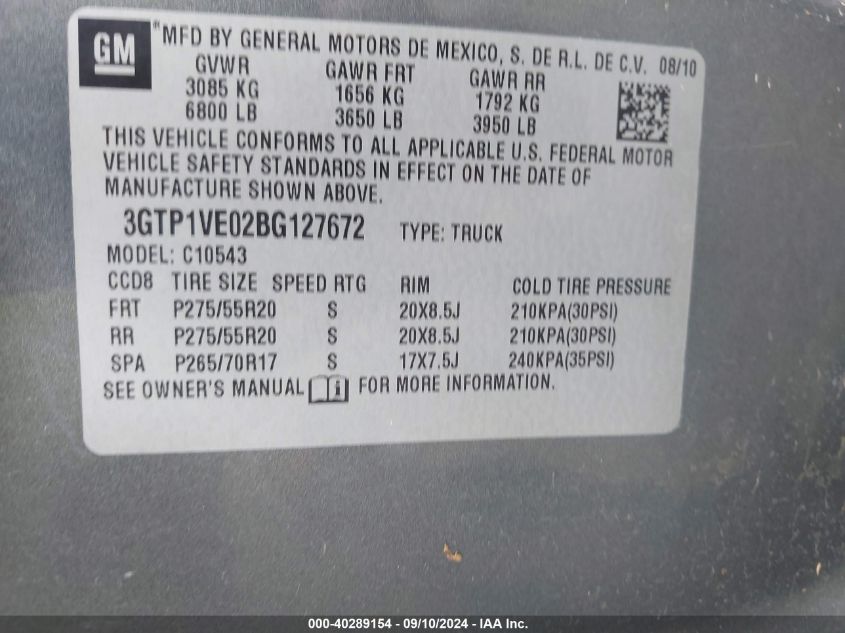 GM
"MFD BY GENERAL MOTORS DE MEXICO, S. DE R.L. DE C.V. 08/10
GVWR GAWR FRT GAWR RR
3085 KG 1656 KG 1792 KG
6800 LB 3650 LB 3950 LB
THIS VEHICLE CONFORMS TO ALL APPLICABLE U.S. FEDERAL MOTOR
VEHICLE SAFETY STANDARDS IN EFFECT ON THE DATE OF
MANUFACTURE SHOWN ABOVE.
3GTP1VE02BG127672 TYPE: TRUCK
MODEL: C10543
CCD8 TIRE SIZE SPEED RTG RIM COLD TIRE PRESSURE
FRT P275/55R20 S 20X8.5J 210KPA(30PSI)
RR P275/55R20 S 20X8.5J 210KPA(30PSI)
SPA P265/70R17 S 17X7.5J 240KPA(35PSI)
SEE OWNER'S MANUAL i FOR MORE INFORMATION.
000-40289154 - 09/10/2024 - IAA Inc.